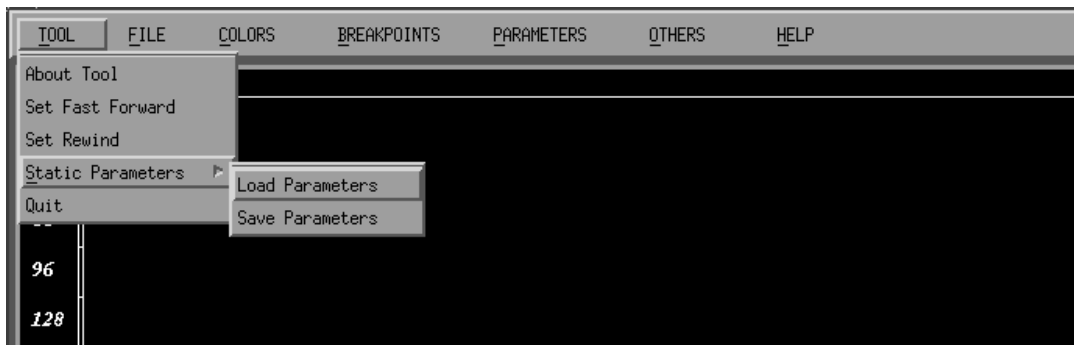 TOOL FILE COLORS BREAKPOINTS PARAMETERS OTHERS HELP
About Tool
Set Fast Forward
Set Rewind
Static Parameters
Load Parameters
Save Parameters
Quit
96
128